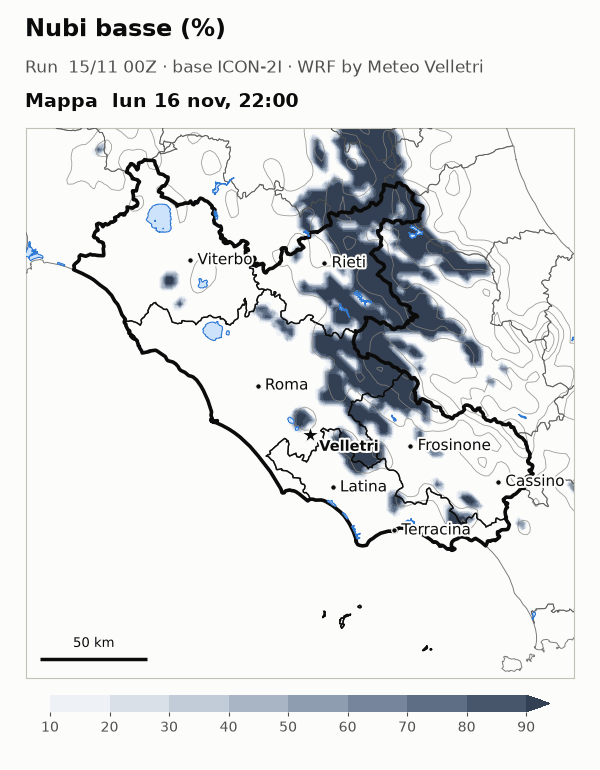 Nubi basse (%)
Run  15/11 00Z · base ICON-2I · WRF by Meteo Velletri
Mappa  lun 16 nov, 22:00
Viterbo
Rieti
Roma
Velletri
Frosinone
Latina
Cassino
Terracina
50 km
10 20 30 40 50 60 70 80 90